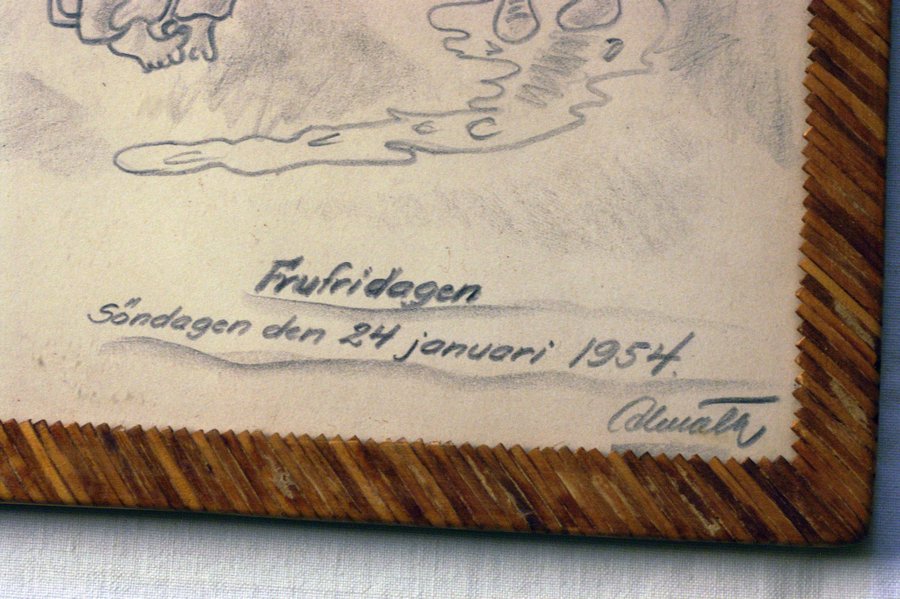 Frufridagen
Söndagen den 24 januari 1954.